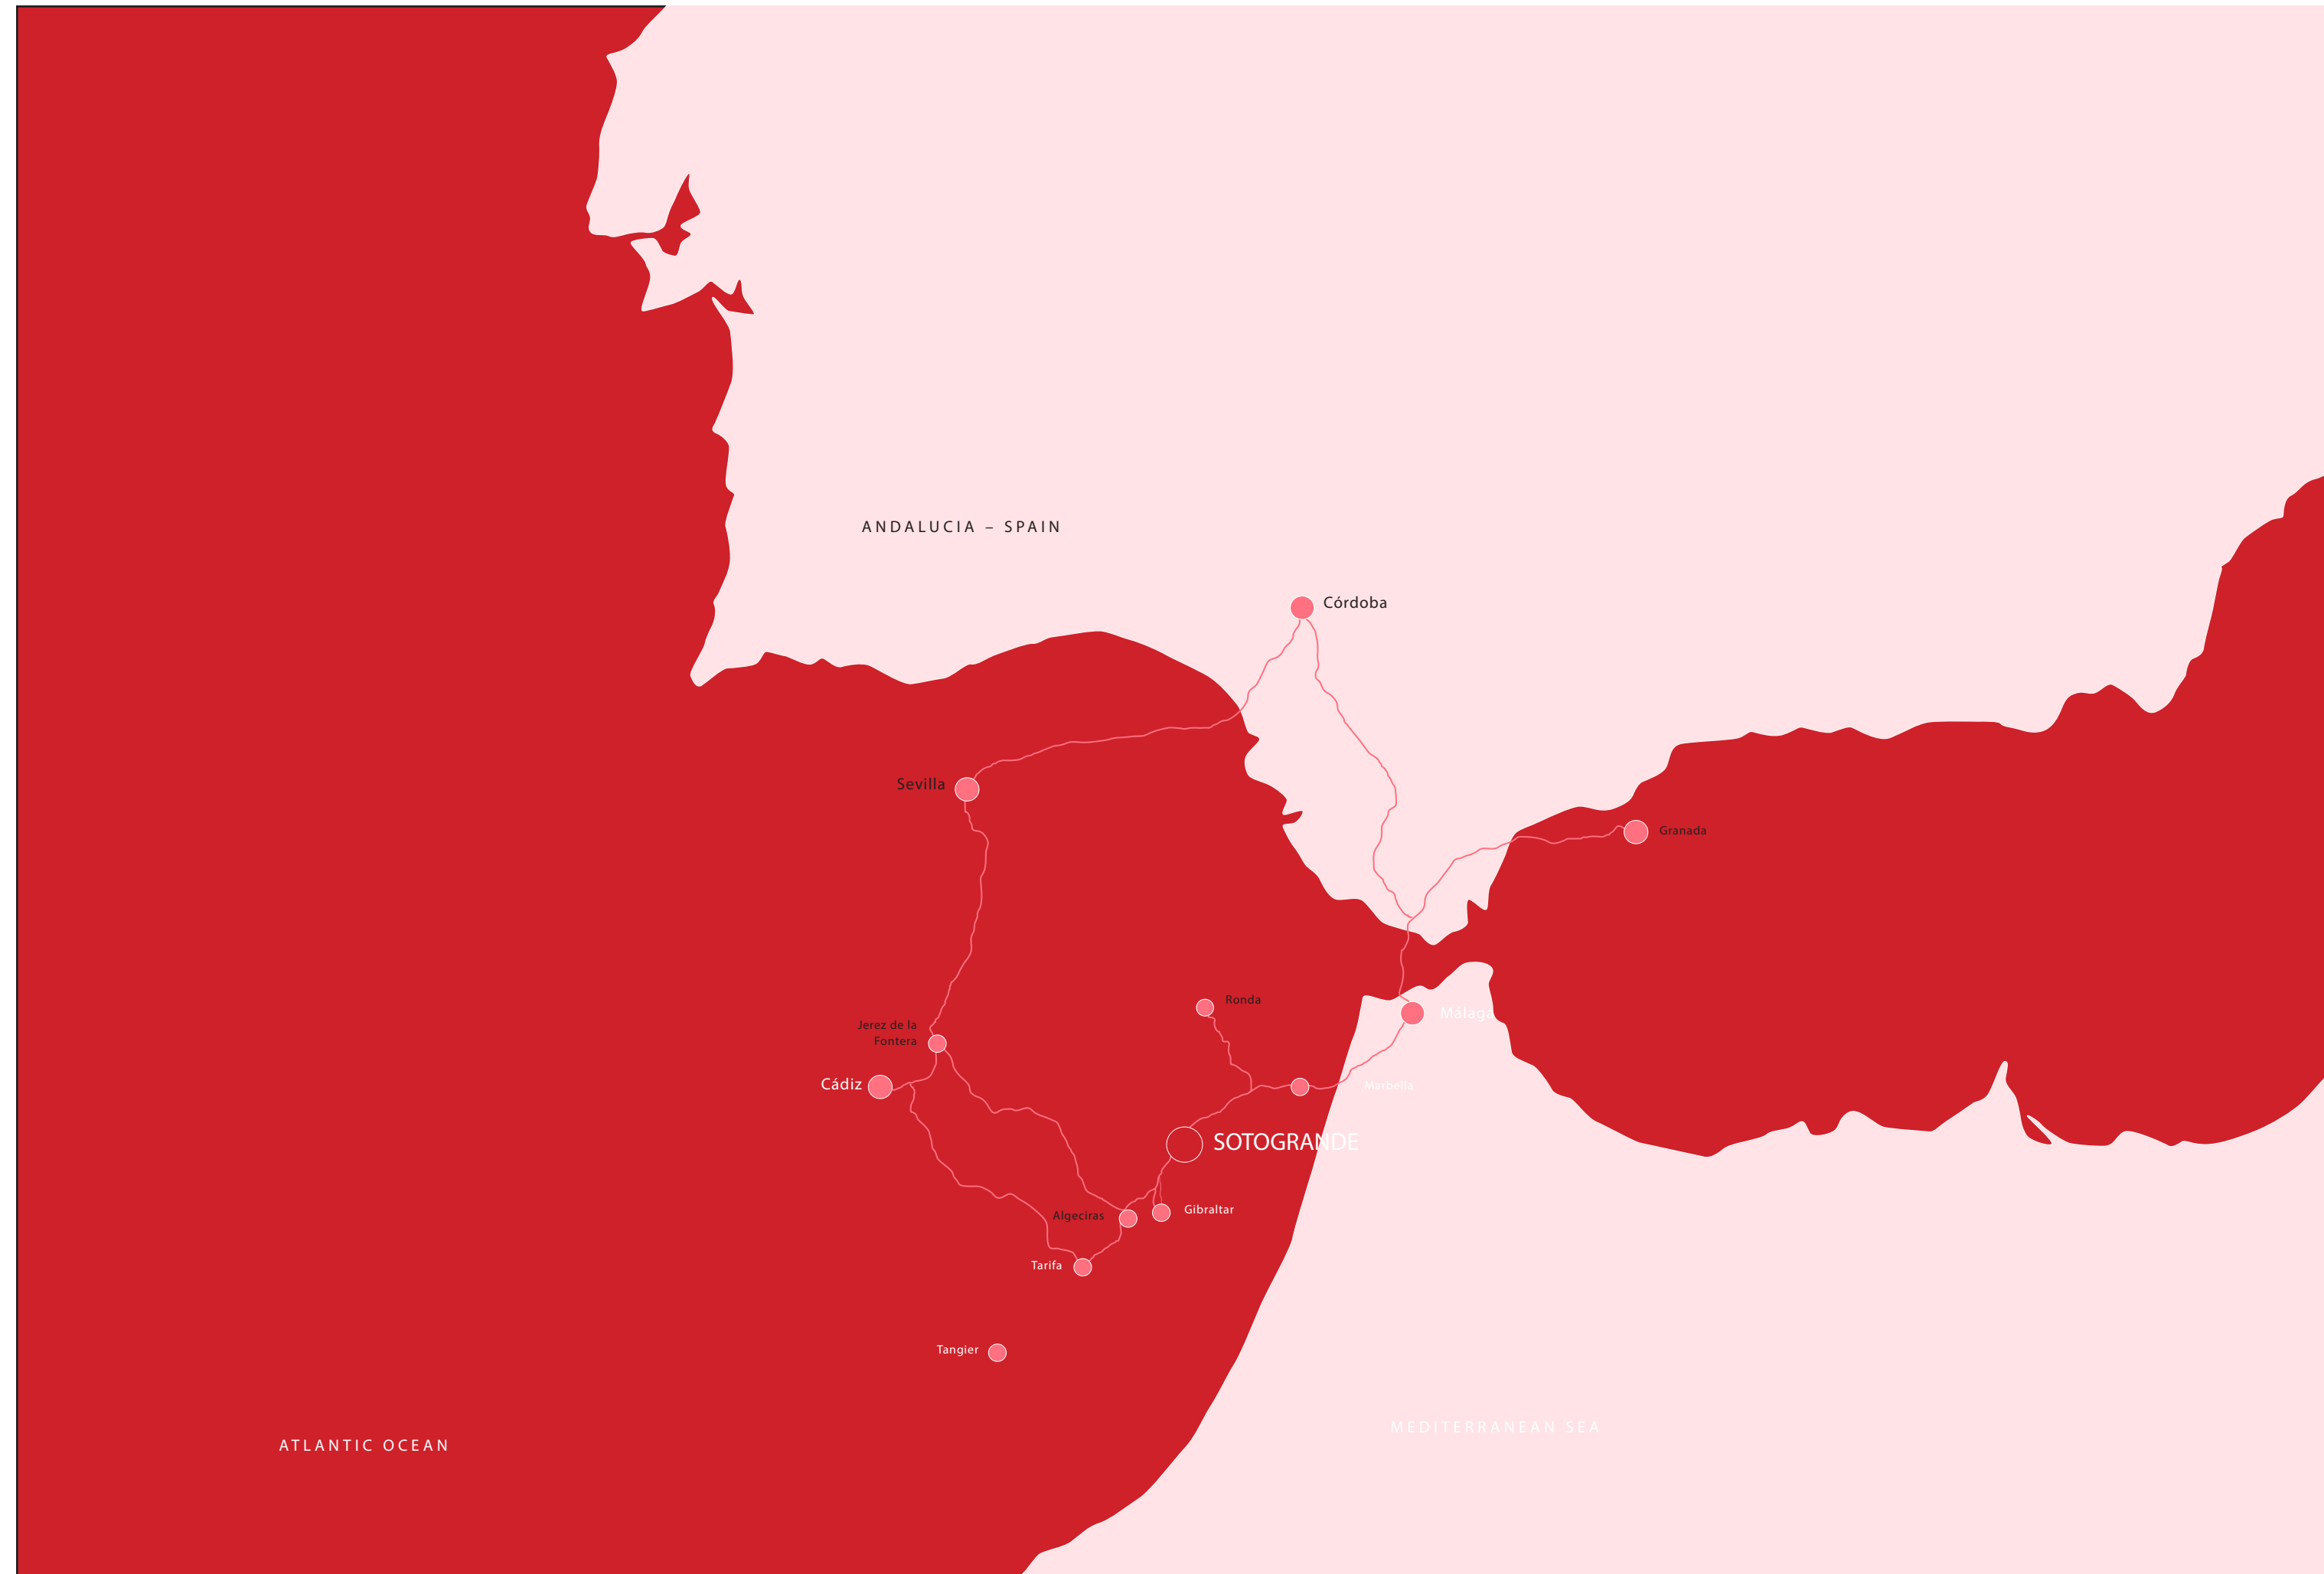 ANDALUCIA – SPAIN
Córdoba
Sevilla
Granada
Ronda
Málaga
Jerez de la
Fontera
Cádiz
Marbella
SOTOGRANDE
Gibraltar
Algeciras
Tarifa
Tangier
MEDITERRANEAN SEA
ATLANTIC OCEAN